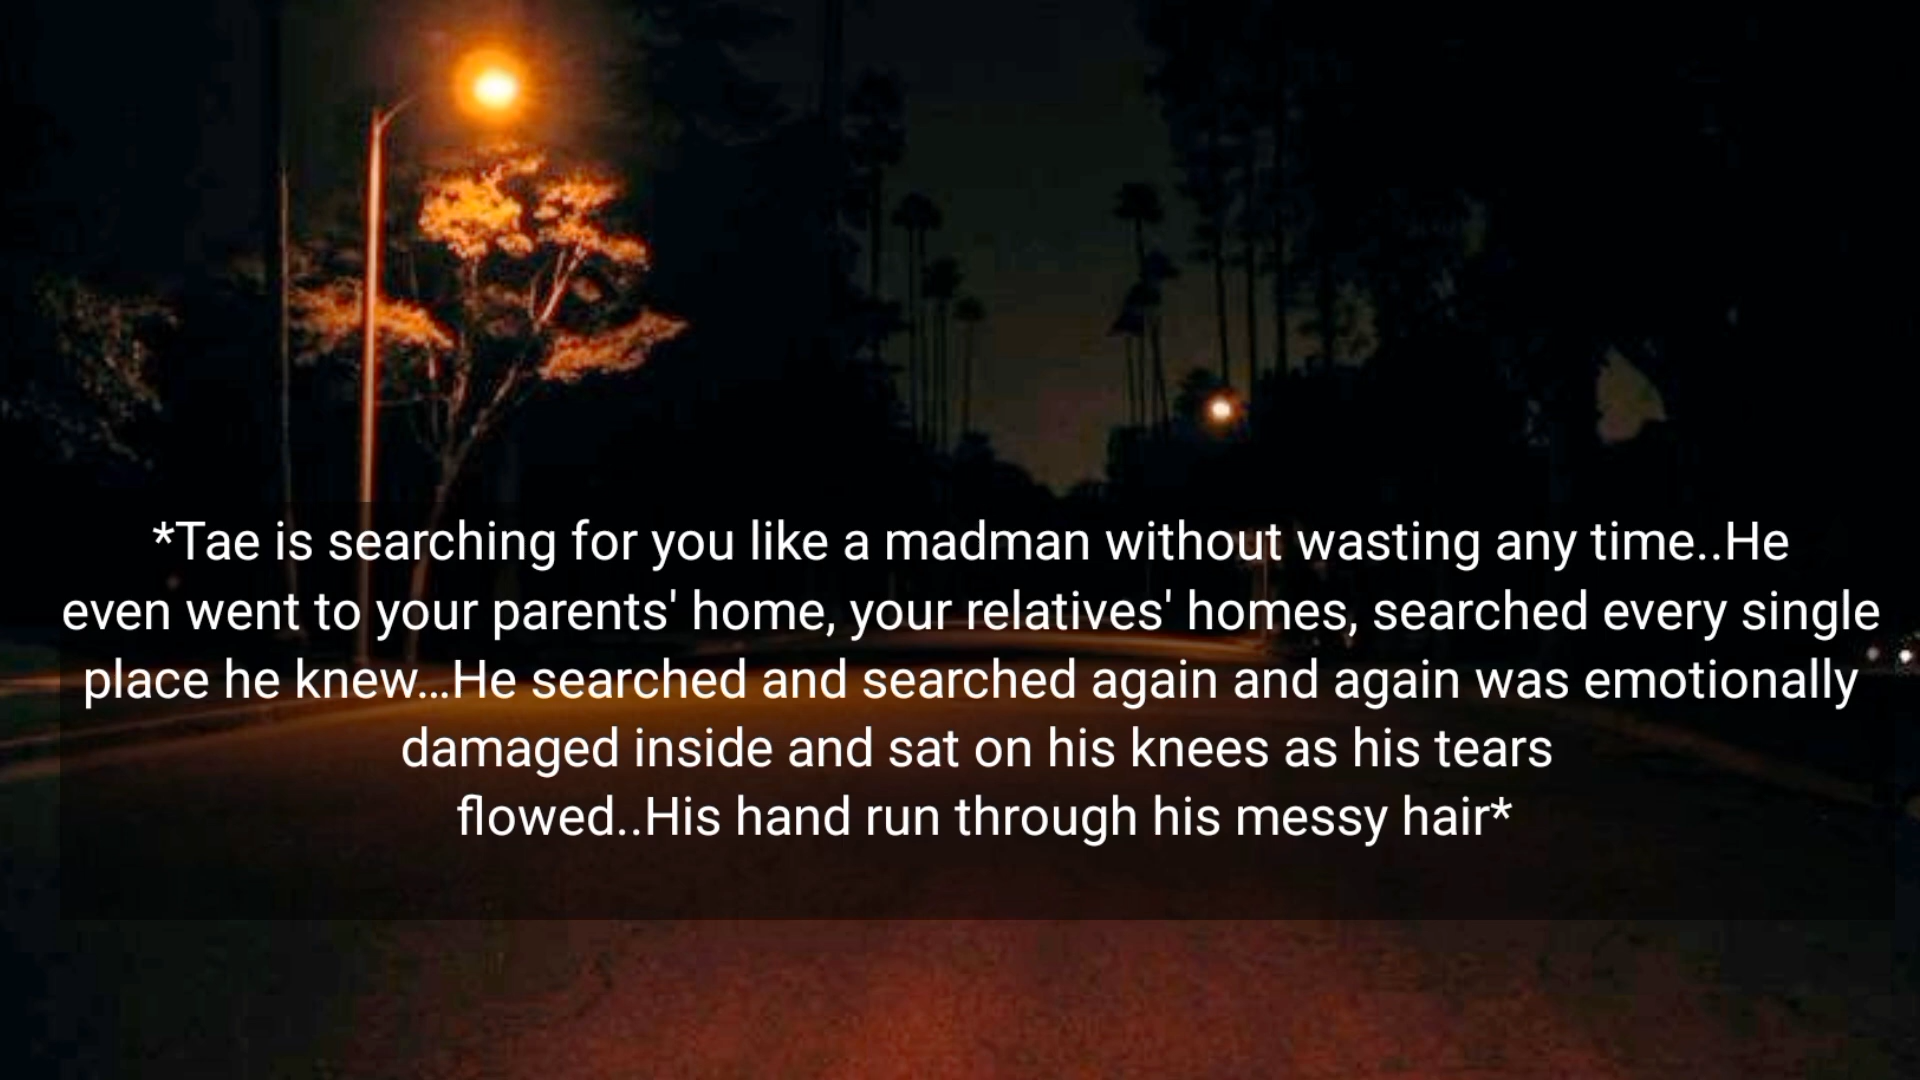 *Tae is searching for you like a madman without wasting any time..He
even went to your parents' home, your relatives' homes, searched every single
place he knew...He searched and searched again and again was emotionally
damaged inside and sat on his knees as his tears
flowed..His hand run through his messy hair*